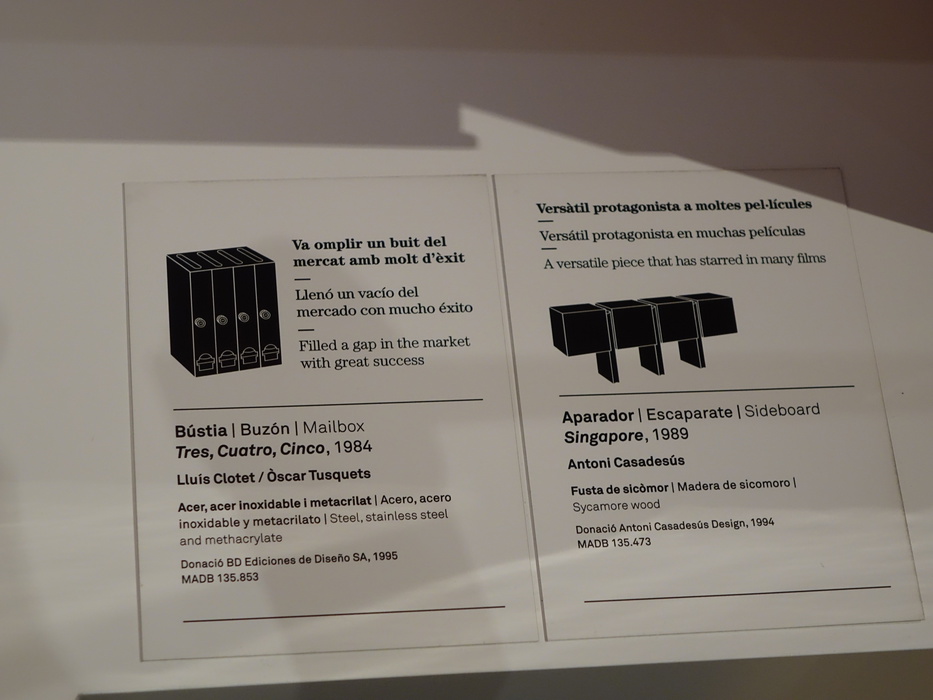 Va omplir un buit del
mercat amb molt d'èxit
Llenó un vacío del
mercado con mucho éxito
Filled a gap in the market
with great success
Bústia | Buzón | Mailbox
Tres, Cuatro, Cinco, 1984
Lluís Clotet / Òscar Tusquets
Acer, acer inoxidable i metacrilat | Acero, acero
inoxidable y metacrilato | Steel, stainless steel
and methacrylate
Donació BD Ediciones de Diseño SA, 1995
MADB 135.853
Versàtil protagonista a moltes pel·lícules
Versátil protagonista en muchas películas
A versatile piece that has starred in many films
Aparador | Escaparate | Sideboard
Singapore, 1989
Antoni Casadesús
Fusta de sicòmor | Madera de sicomoro |
Sycamore wood
Donació Antoni Casadesús Design, 1994
MADB 135.473